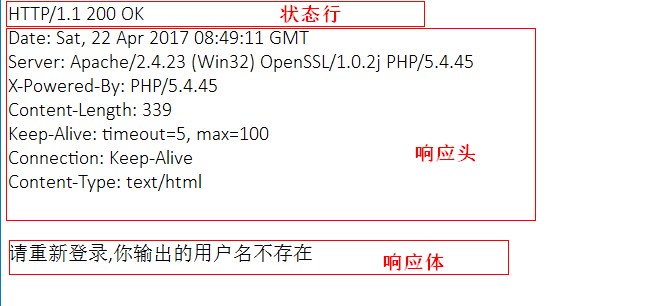 HTTP/1.1 200 OK 状态行
Date: Sat, 22 Apr 2017 08:49:11 GMT
Server: Apache/2.4.23 (Win32) OpenSSL/1.0.2j PHP/5.4.45
X-Powered-By: PHP/5.4.45
Content-Length: 339
Keep-Alive: timeout=5, max=100
响应头
Connection: Keep-Alive
Content-Type: text/html
请重新登录,你输出的用户名不存在 响应体